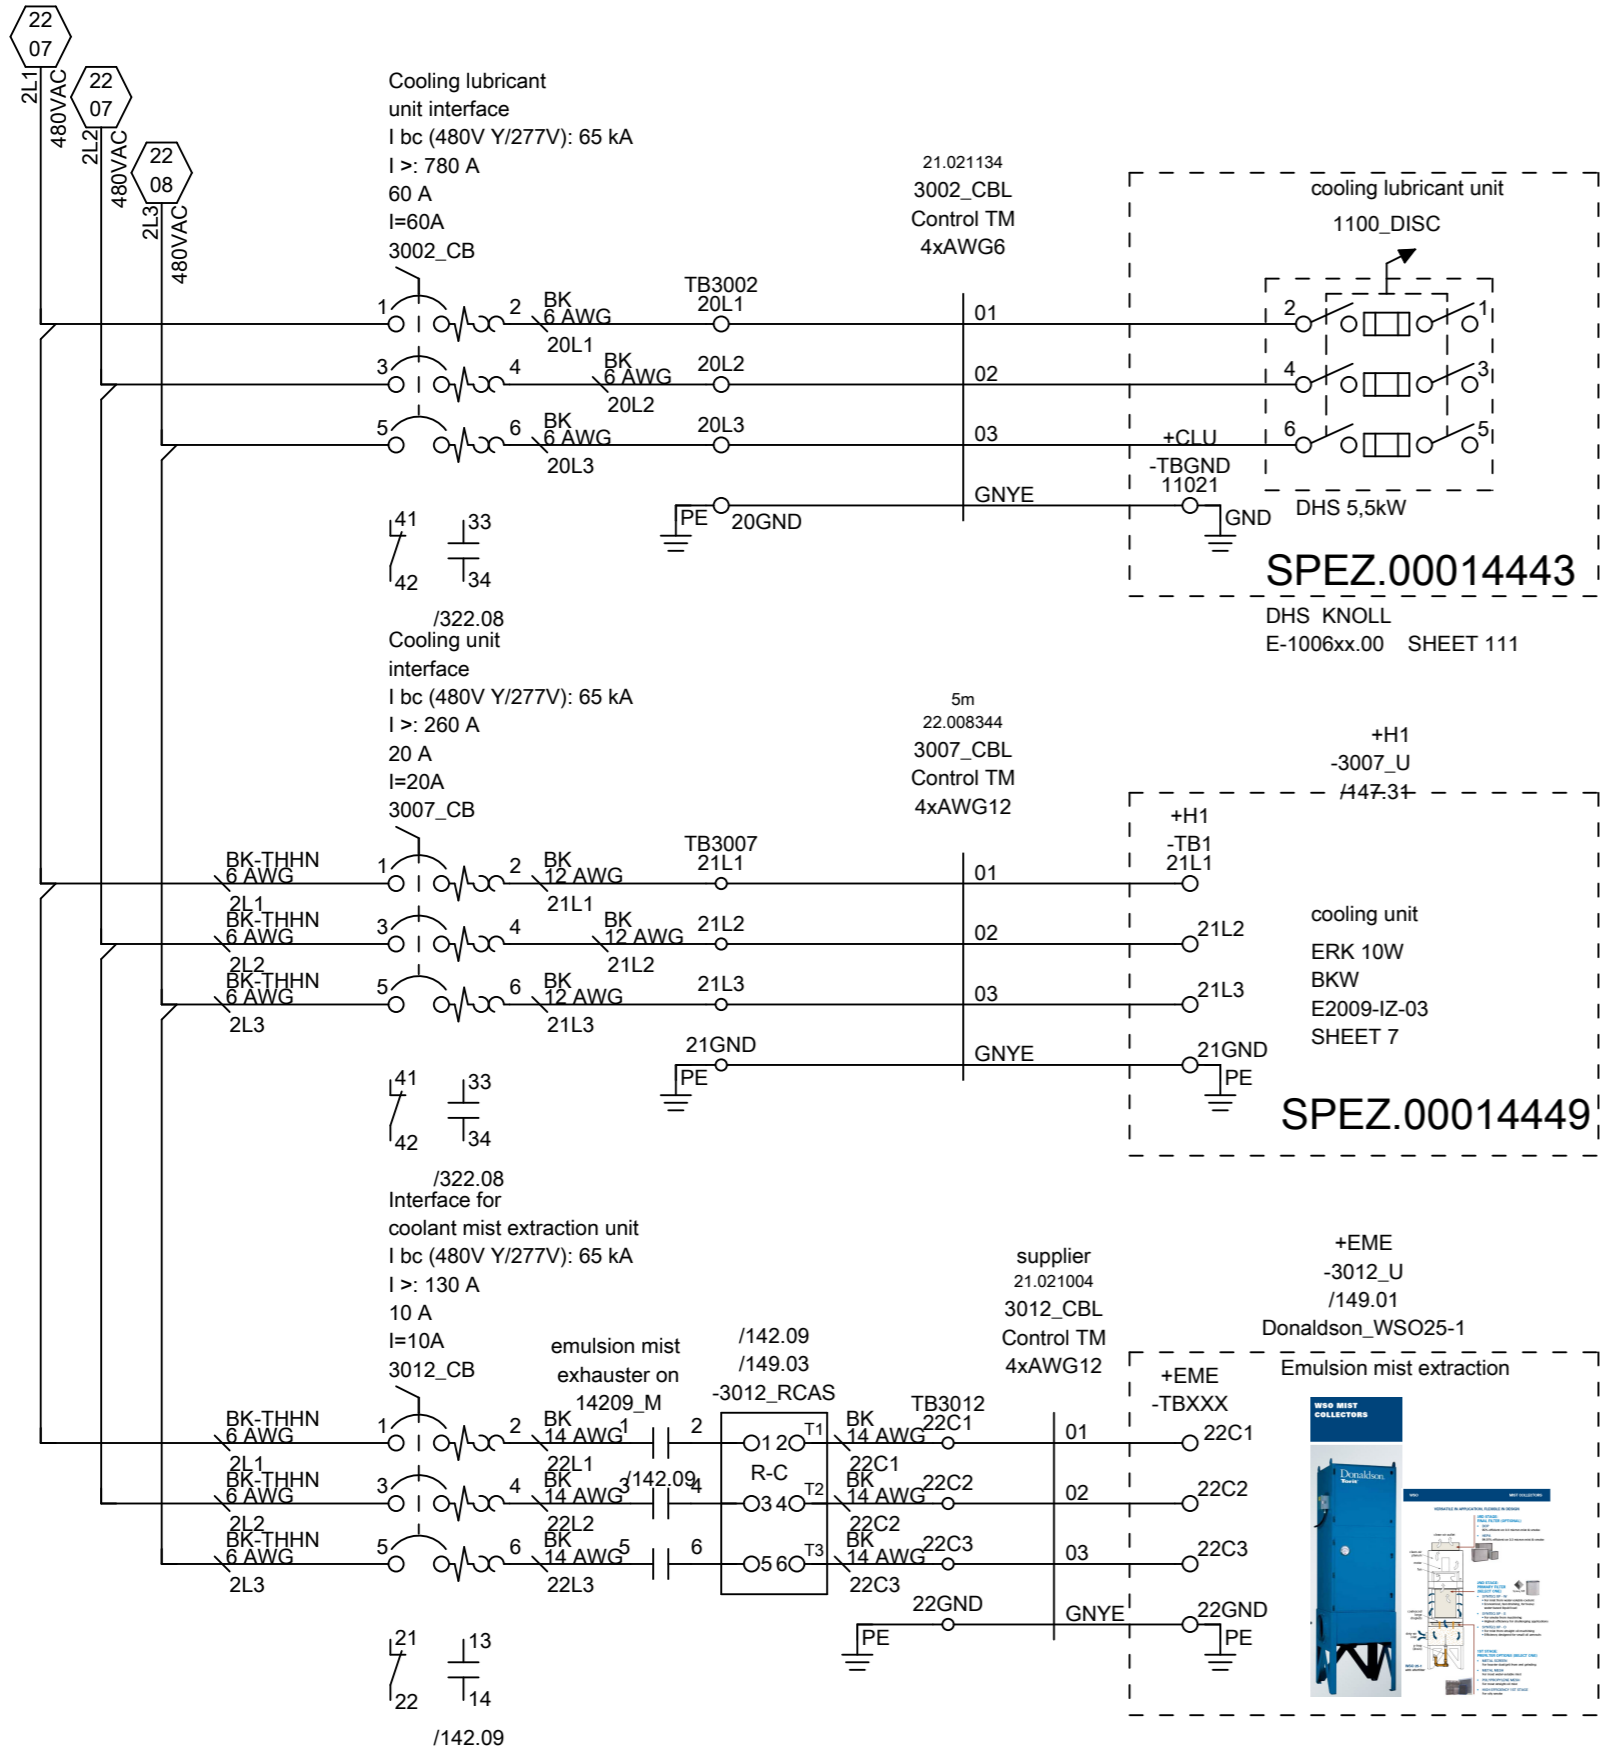 22
07
2L1
480VAC
22
07
2L2
480VAC
22
08
2L3
480VAC
Cooling lubricant
unit interface
I bc (480V Y/277V): 65 kA
I >: 780 A
60 A
I=60A
3002_CB
21.021134
3002_CBL
Control TM
4xAWG6
cooling lubricant unit
1100_DISC
TB3002
1
2
BK
6 AWG
20L1
20L1
01
2
1
3
4
BK
6 AWG
20L2
20L2
02
4
3
5
6
BK
6 AWG
20L3
20L3
03
6
5
+CLU
-TBGND
11021
PE
20GND
GNYE
GND
DHS 5,5kW
SPEZ.00014443
41
42
33
34
/322.08
DHS KNOLL
E-1006xx.00 SHEET 111
Cooling unit
interface
I bc (480V Y/277V): 65 kA
I >: 260 A
20 A
I=20A
3007_CB
5m
22.008344
3007_CBL
Control TM
4xAWG12
+H1
-3007_U
/147.31
+H1
-TB1
21L1
TB3007
BK-THHN
6 AWG
2L1
1
2
BK
12 AWG
21L1
21L1
01
BK-THHN
6 AWG
2L2
3
4
BK
12 AWG
21L2
21L2
02
21L2
BK-THHN
6 AWG
2L3
5
6
BK
12 AWG
21L3
21L3
03
21L3
cooling unit
ERK 10W
BKW
E2009-IZ-03
SHEET 7
21GND
PE
GNYE
21GND
PE
SPEZ.00014449
41
42
33
34
/322.08
Interface for
coolant mist extraction unit
I bc (480V Y/277V): 65 kA
I >: 130 A
10 A
I=10A
3012_CB
emulsion mist
exhauster on
14209_M
/142.09
/149.03
-3012_RCAS
supplier
21.021004
3012_CBL
Control TM
4xAWG12
+EME
-3012_U
/149.01
Donaldson_WSO25-1
Emulsion mist extraction
+EME
-TBXXX
TB3012
BK-THHN
6 AWG
2L1
1
2
BK
14 AWG
22L1
1
2
1 2
T1
BK
14 AWG
22C1
22C1
01
22C1
R-C
/142.09
BK-THHN
6 AWG
2L2
3
4
BK
14 AWG
22L2
3
4
3 4
T2
BK
14 AWG
22C2
22C2
02
22C2
BK-THHN
6 AWG
2L3
5
6
BK
14 AWG
22L3
5
6
5 6
T3
BK
14 AWG
22C3
22C3
03
22C3
22GND
PE
GNYE
22GND
PE
21
22
13
14
/142.09
WSO MIST
COLLECTORS
Donaldson
Torit
WSO
MIST COLLECTORS